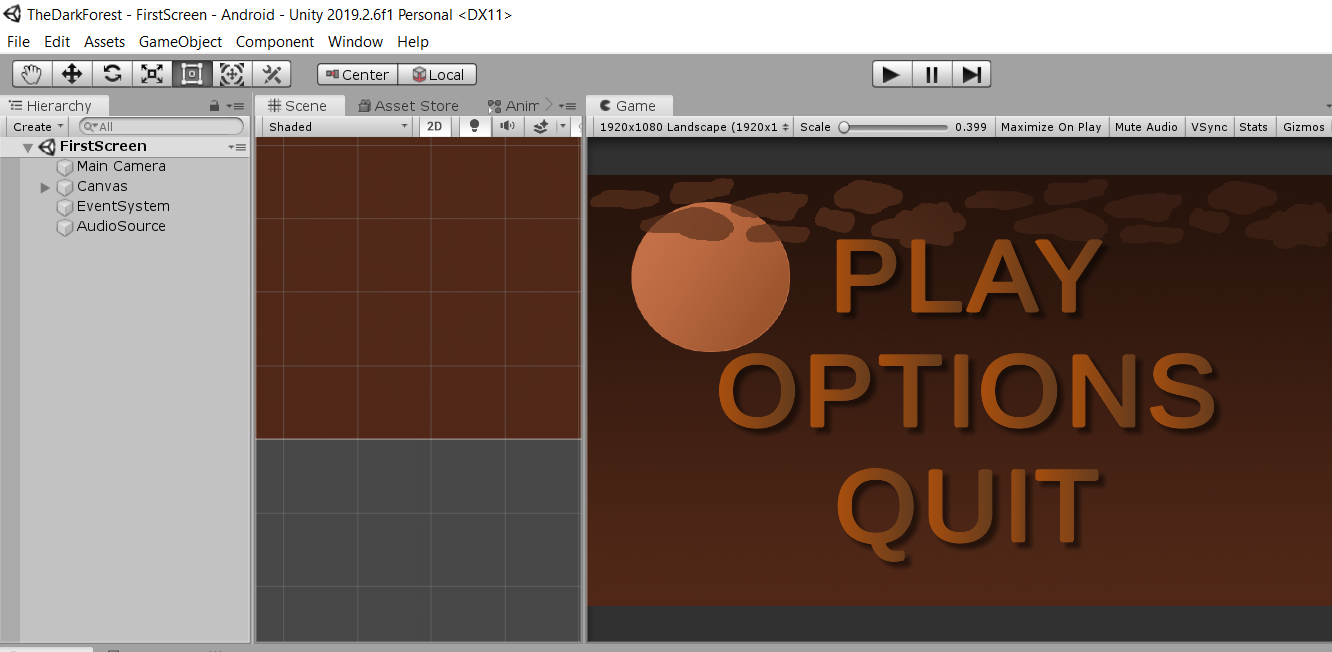 TheDarkForest - FirstScreen - Android - Unity 2019.2.6f1 Personal <DX11>
File Edit Assets GameObject Component Window Help
Center Local
Hierarchy Scene Asset Store Anim Game
Create All Shaded 2D 1920x1080 Landscape (1920x1 Scale 0.399 Maximize On Play Mute Audio VSync Stats Gizmos
FirstScreen
Main Camera
Canvas
EventSystem
AudioSource
PLAY
OPTIONS
QUIT